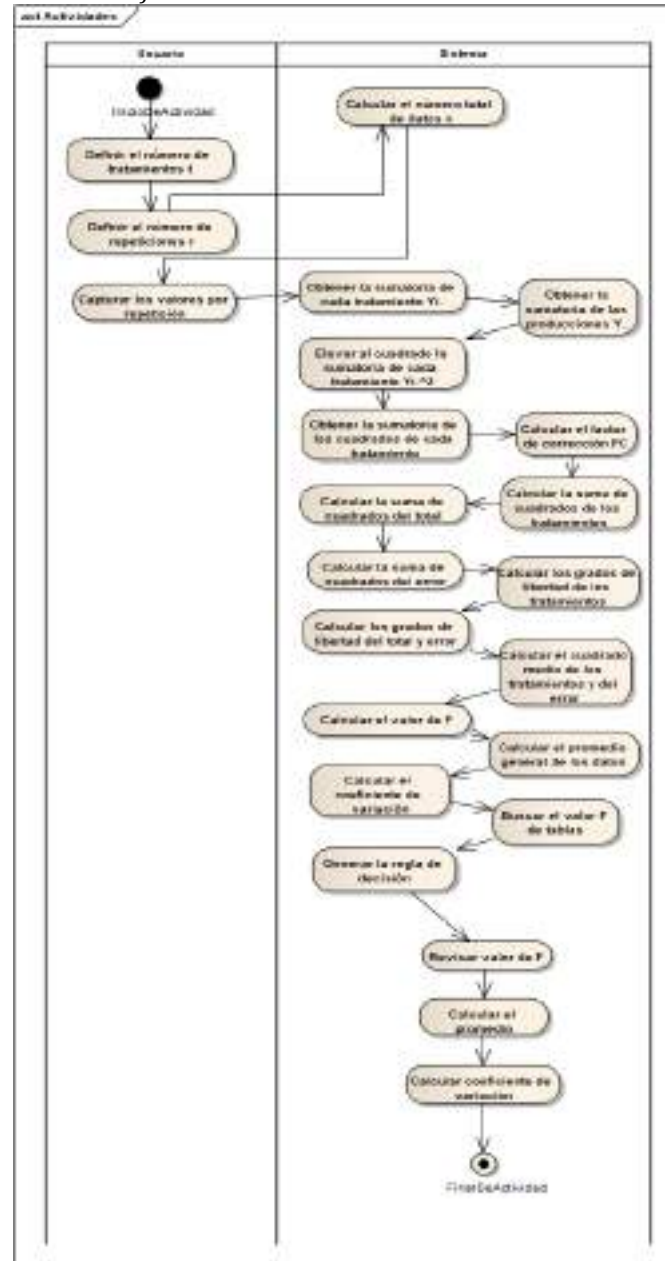 act Actividades
Usuario
Sistema
InicioDeActividad
Calcular el número total
de datos n
Definir el número de
tratamientos t
Definir el número de
repeticiones r
Capturar los valores por
repetición
Obtener la sumatoria de
cada tratamiento Yi.
Obtener la
sumatoria de las
producciones Y.
Elevar al cuadrado la
sumatoria de cada
tratamiento Yi.^2
Obtener la sumatoria de
los cuadrados de cada
tratamiento
Calcular el factor
de corrección FC
Calcular la suma de
cuadrados de los
tratamientos
Calcular la suma de
cuadrados del total
Calcular la suma de
cuadrados del error
Calcular los grados de
libertad de los
tratamientos
Calcular los grados de
libertad del total y error
Calcular el cuadrado
medio de los
tratamientos y del
error
Calcular el valor de F
Calcular el promedio
general de los datos
Calcular el
coeficiente de
variación
Buscar el valor F
de tablas
Generar la regla de
decisión
Revisar valor de F
Calcular el
promedio
Calcular coeficiente de
variación
FinalDeActividad